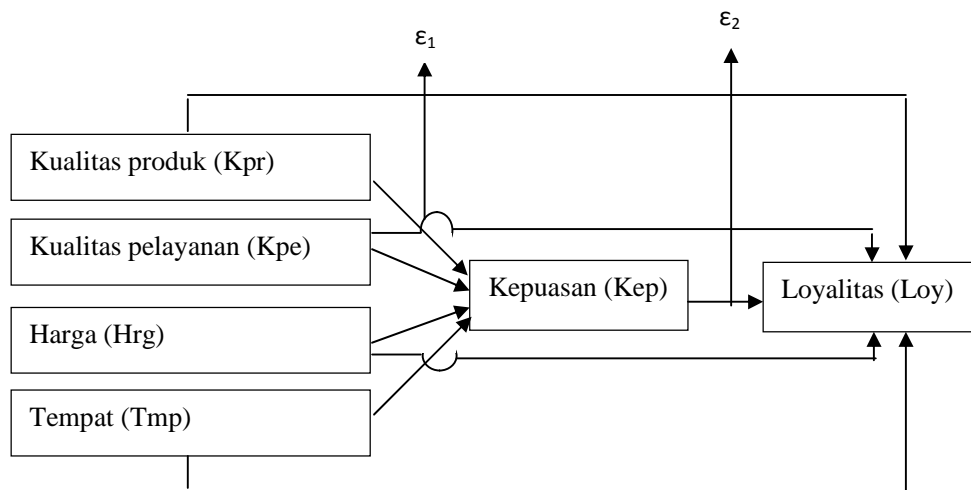 ε₁
ε₂
Kualitas produk (Kpr)
Kualitas pelayanan (Kpe)
Kepuasan (Kep)
Loyalitas (Loy)
Harga (Hrg)
Tempat (Tmp)